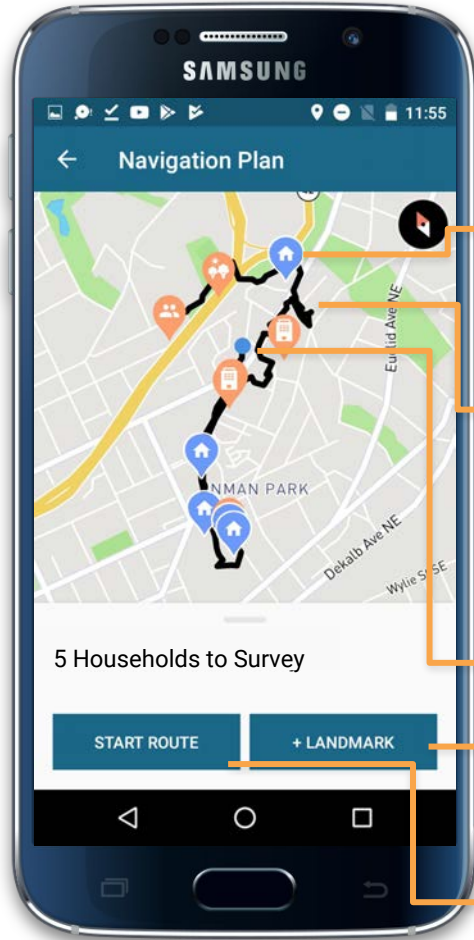 SAMSUNG
11:55
Navigation Plan
Euclid Ave NE
NMAN PARK
Dekalb Ave NE
Wylie St SE
5 Households to Survey
START ROUTE
+ LANDMARK